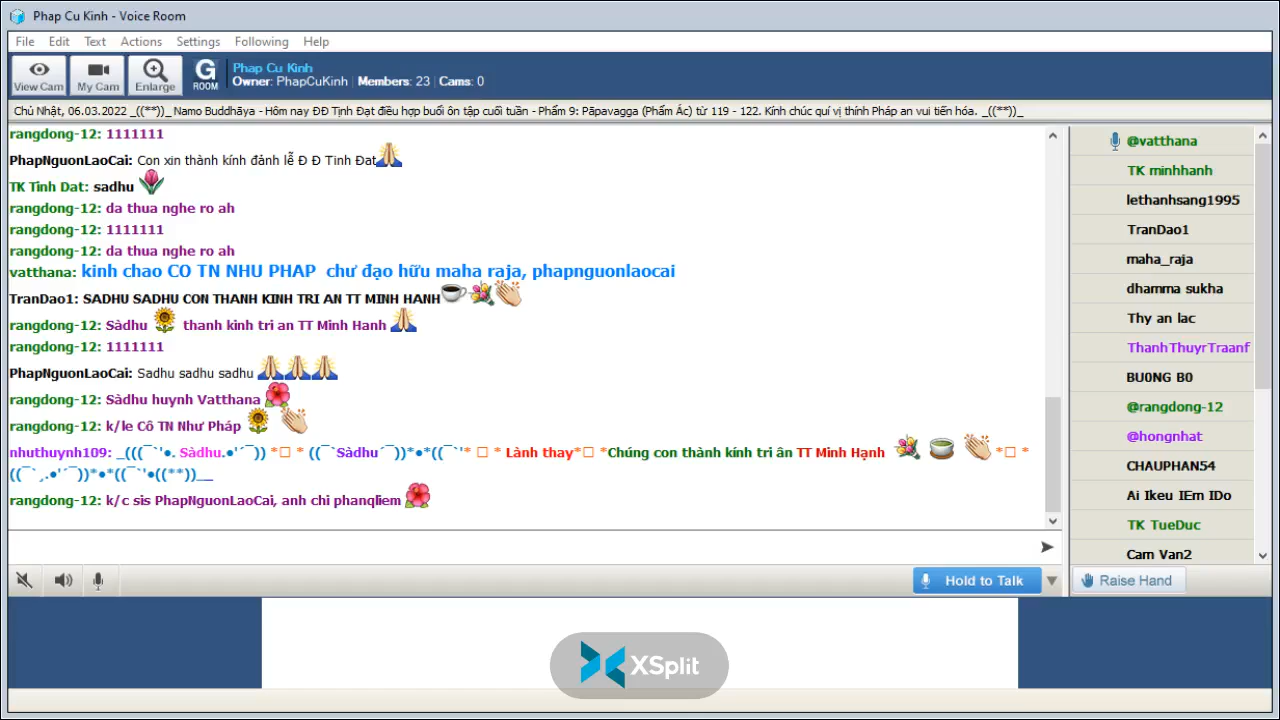 Phap Cu Kinh - Voice Room
File Edit Text Actions Settings Following Help
View Cam My Cam Enlarge G ROOM
Phap Cu Kinh
Owner: PhapCuKinh | Members: 23 | Cams: 0
Chủ Nhật, 06.03.2022 _((**))_ Namo Buddhāya - Hôm nay ĐĐ Tịnh Đạt điều hợp buổi ôn tập cuối tuần - Phẩm 9: Pāpavagga (Phẩm Ác) từ 119 - 122. Kính chúc quí vị thính Pháp an vui tiến hóa. _((**))_
rangdong-12: 1111111
PhapNguonLaoCai: Con xin thành kính đảnh lễ Đ Đ Tinh Đat
TK Tinh Dat: sadhu
rangdong-12: da thua nghe ro ah
rangdong-12: 1111111
rangdong-12: da thua nghe ro ah
vatthana: kinh chao CO TN NHU PHAP chư đạo hữu maha raja, phapnguonlaocai
TranDao1: SADHU SADHU CON THANH KINH TRI AN TT MINH HANH
rangdong-12: Sàdhu thanh kinh tri an TT Minh Hanh
rangdong-12: 1111111
PhapNguonLaoCai: Sadhu sadhu sadhu
rangdong-12: Sàdhu huynh Vatthana
rangdong-12: k/le Cô TN Như Pháp
nhuthuynh109: _(((¯`'•. Sàdhu.•'´¯)) *□ * ((¯`Sàdhu´¯))*•*((¯`'* □ * Lành thay*□ *Chúng con thành kính tri ân TT Minh Hạnh *□ *
((¯`¸.•'´¯))*•*((¯`'•((**))__
rangdong-12: k/c sis PhapNguonLaoCai, anh chi phanqliem
@vatthana
TK minhhanh
lethanhsang1995
TranDao1
maha_raja
dhamma sukha
Thy an lac
ThanhThuyrTraanf
BU0NG B0
@rangdong-12
@hongnhat
CHAUPHAN54
Ai Ikeu IEm IDo
TK TueDuc
Cam Van2
Hold to Talk
Raise Hand
XSplit